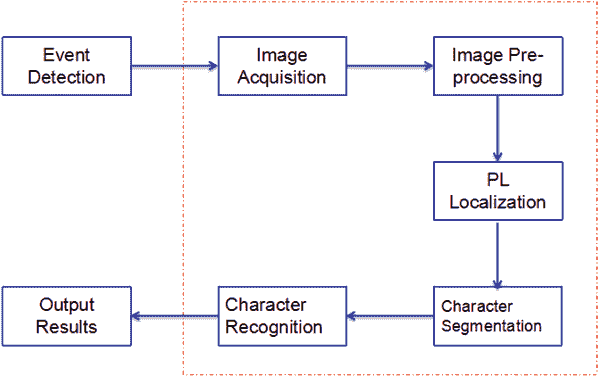 Event
Detection
Image
Acquisition
Image Pre-
processing
PL
Localization
Character
Segmentation
Character
Recognition
Output
Results